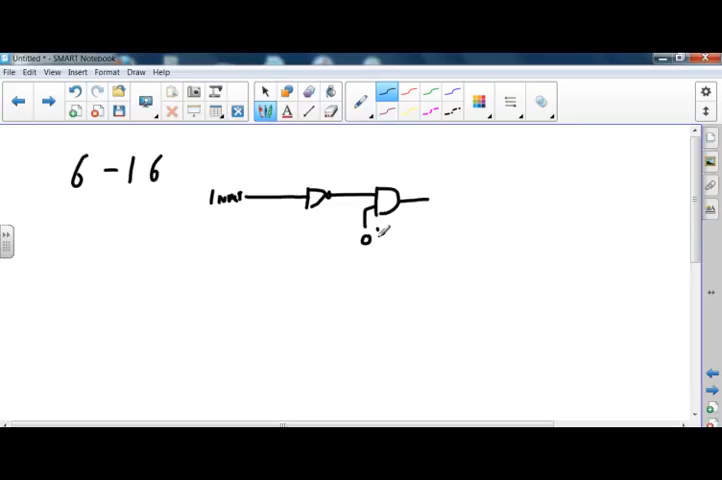 Untitled * - SMART Notebook
File Edit View Insert Format Draw Help
6-16
INPUT
0